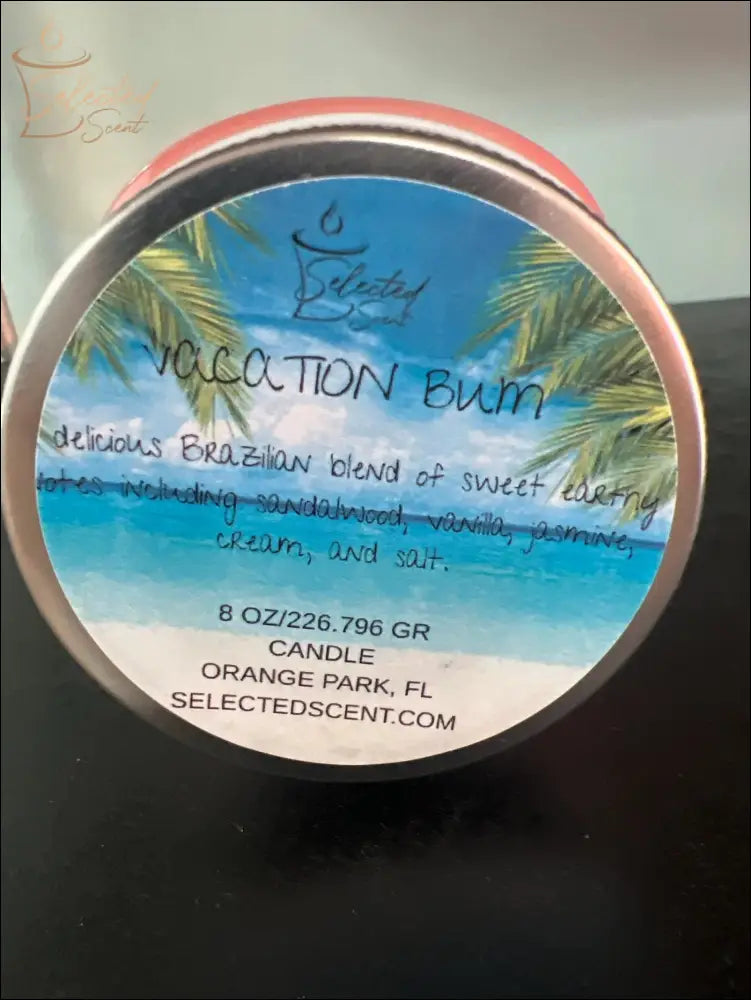 Selected
Scent
Selected
Scent
VACATION BUM
delicious BRAZilian blend of sweet earthy
notes including sandalwood, vanilla, jasmine,
cream, and salt.
8 OZ/226.796 GR
CANDLE
ORANGE PARK, FL
SELECTEDSCENT.COM